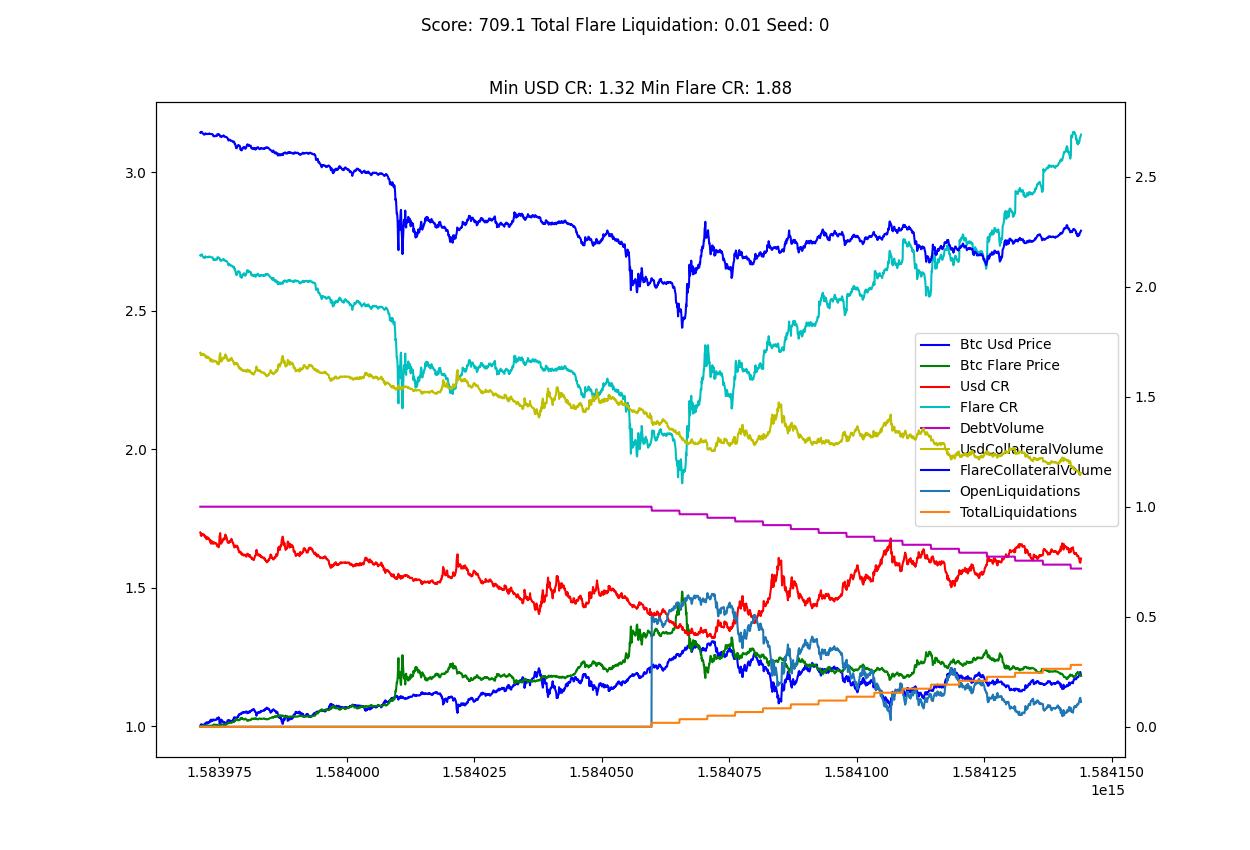 Score: 709.1 Total Flare Liquidation: 0.01 Seed: 0
Min USD CR: 1.32 Min Flare CR: 1.88
3.0
2.5
2.0
1.5
1.0
2.5
2.0
1.5
1.0
0.5
0.0
Btc Usd Price
Btc Flare Price
Usd CR
Flare CR
DebtVolume
UsdCollateralVolume
FlareCollateralVolume
OpenLiquidations
TotalLiquidations
1.583975 1.584000 1.584025 1.584050 1.584075 1.584100 1.584125 1.584150
1e15